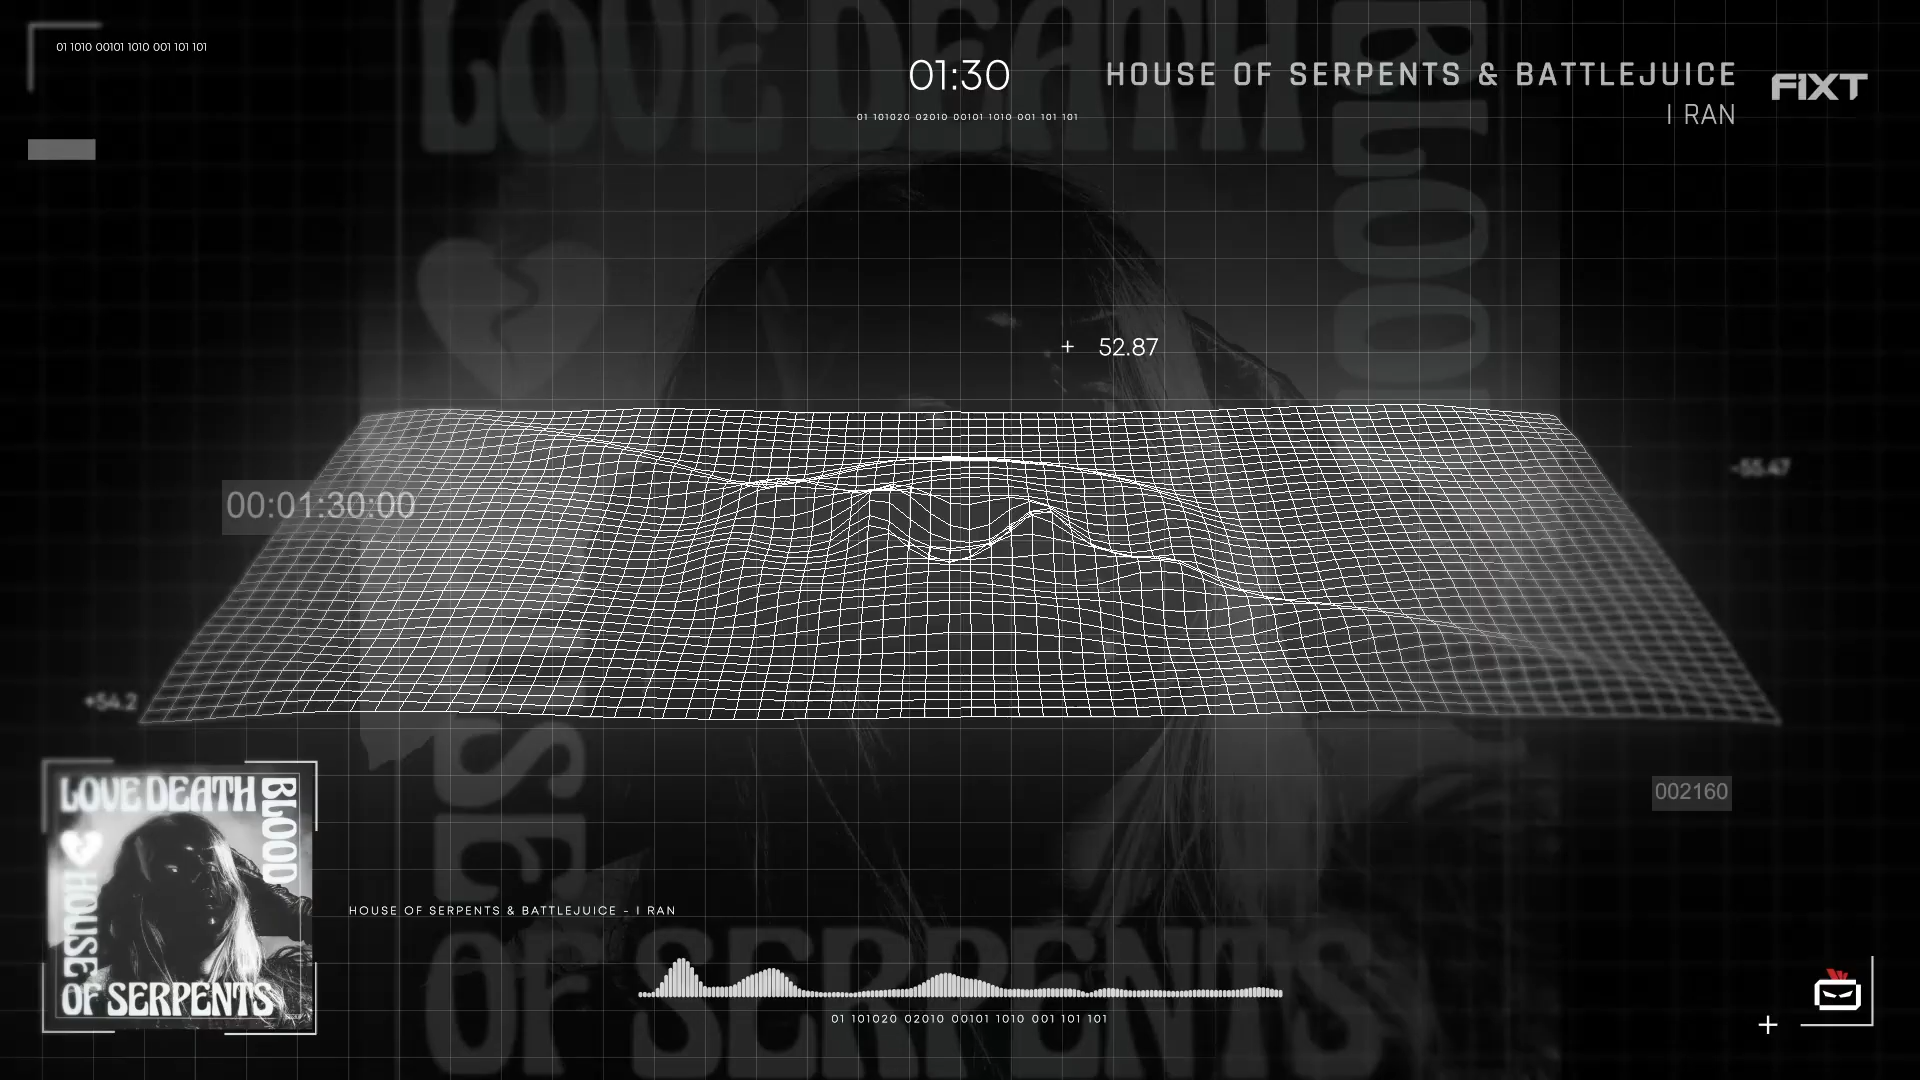 01 1010 00101 1010 001 101 101
01:30
01 101020 02010 00101 1010 001 101 101
HOUSE OF SERPENTS & BATTLEJUICE
I RAN
FIXT
LOVE DEATH
BLOOD
+ 52.87
-55.47
00:01:30:00
+54.2
002160
LOVE DEATH
BLOOD
HOUSE
OF SERPENTS
HOUSE OF SERPENTS & BATTLEJUICE - I RAN
OF SERPENTS
01 101020 02010 00101 1010 001 101 101